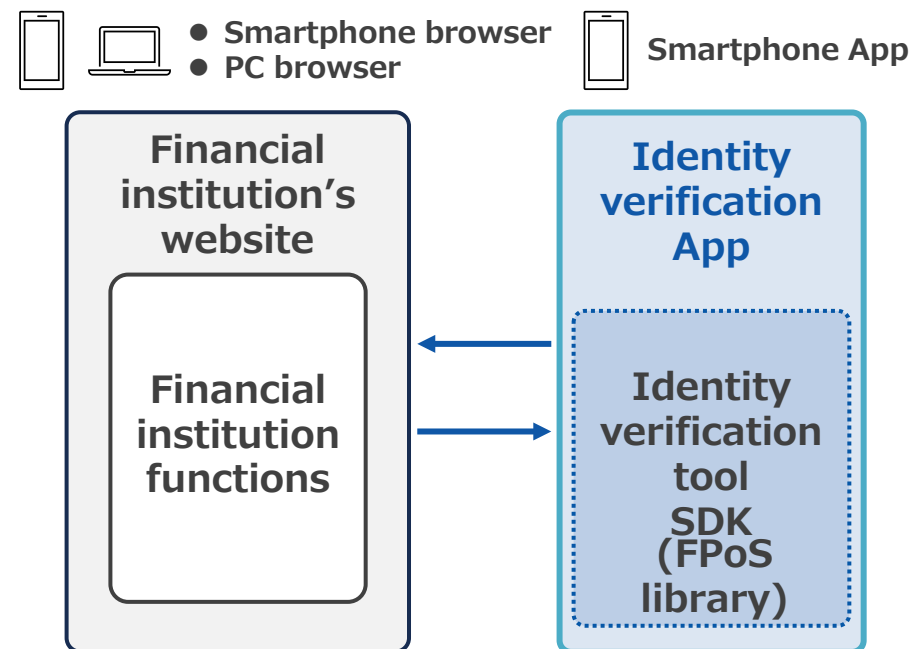 ● Smartphone browser
● PC browser
Smartphone App
Financial
institution’s
website
Financial
institution
functions
Identity
verification
App
Identity
verification
tool
SDK
(FPoS
library)